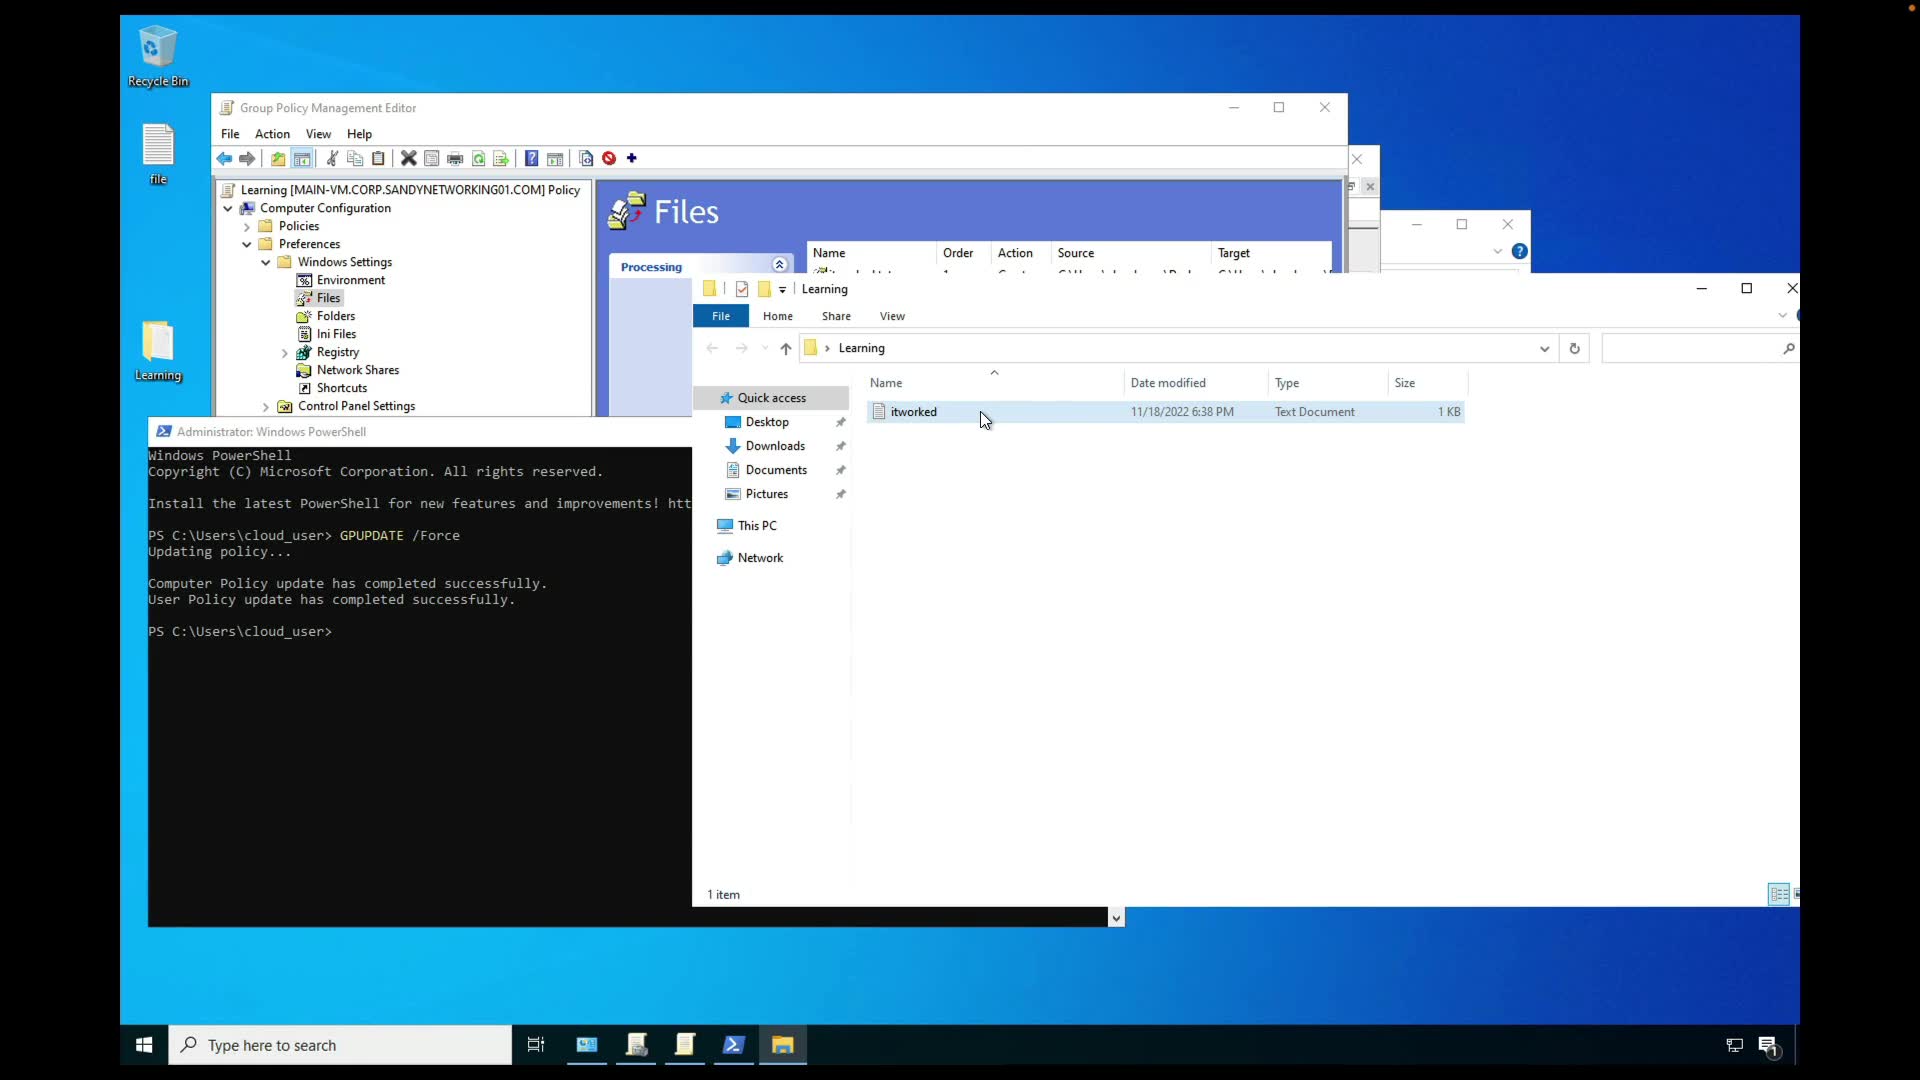 Recycle Bin
file
Learning
Group Policy Management Editor
File Action View Help
Learning [MAIN-VM.CORP.SANDYNETWORKING01.COM] Policy
Computer Configuration
Policies
Preferences
Windows Settings
Environment
Files
Folders
Ini Files
Registry
Network Shares
Shortcuts
Control Panel Settings
Files
Processing
Name Order Action Source Target
Administrator: Windows PowerShell
Windows PowerShell
Copyright (C) Microsoft Corporation. All rights reserved.
Install the latest PowerShell for new features and improvements! htt
PS C:\Users\cloud_user> GPUPDATE /Force
Updating policy...
Computer Policy update has completed successfully.
User Policy update has completed successfully.
PS C:\Users\cloud_user>
Learning
File Home Share View
Learning
Name Date modified Type Size
itworked 11/18/2022 6:38 PM Text Document 1 KB
Quick access
Desktop
Downloads
Documents
Pictures
This PC
Network
1 item
Type here to search
1